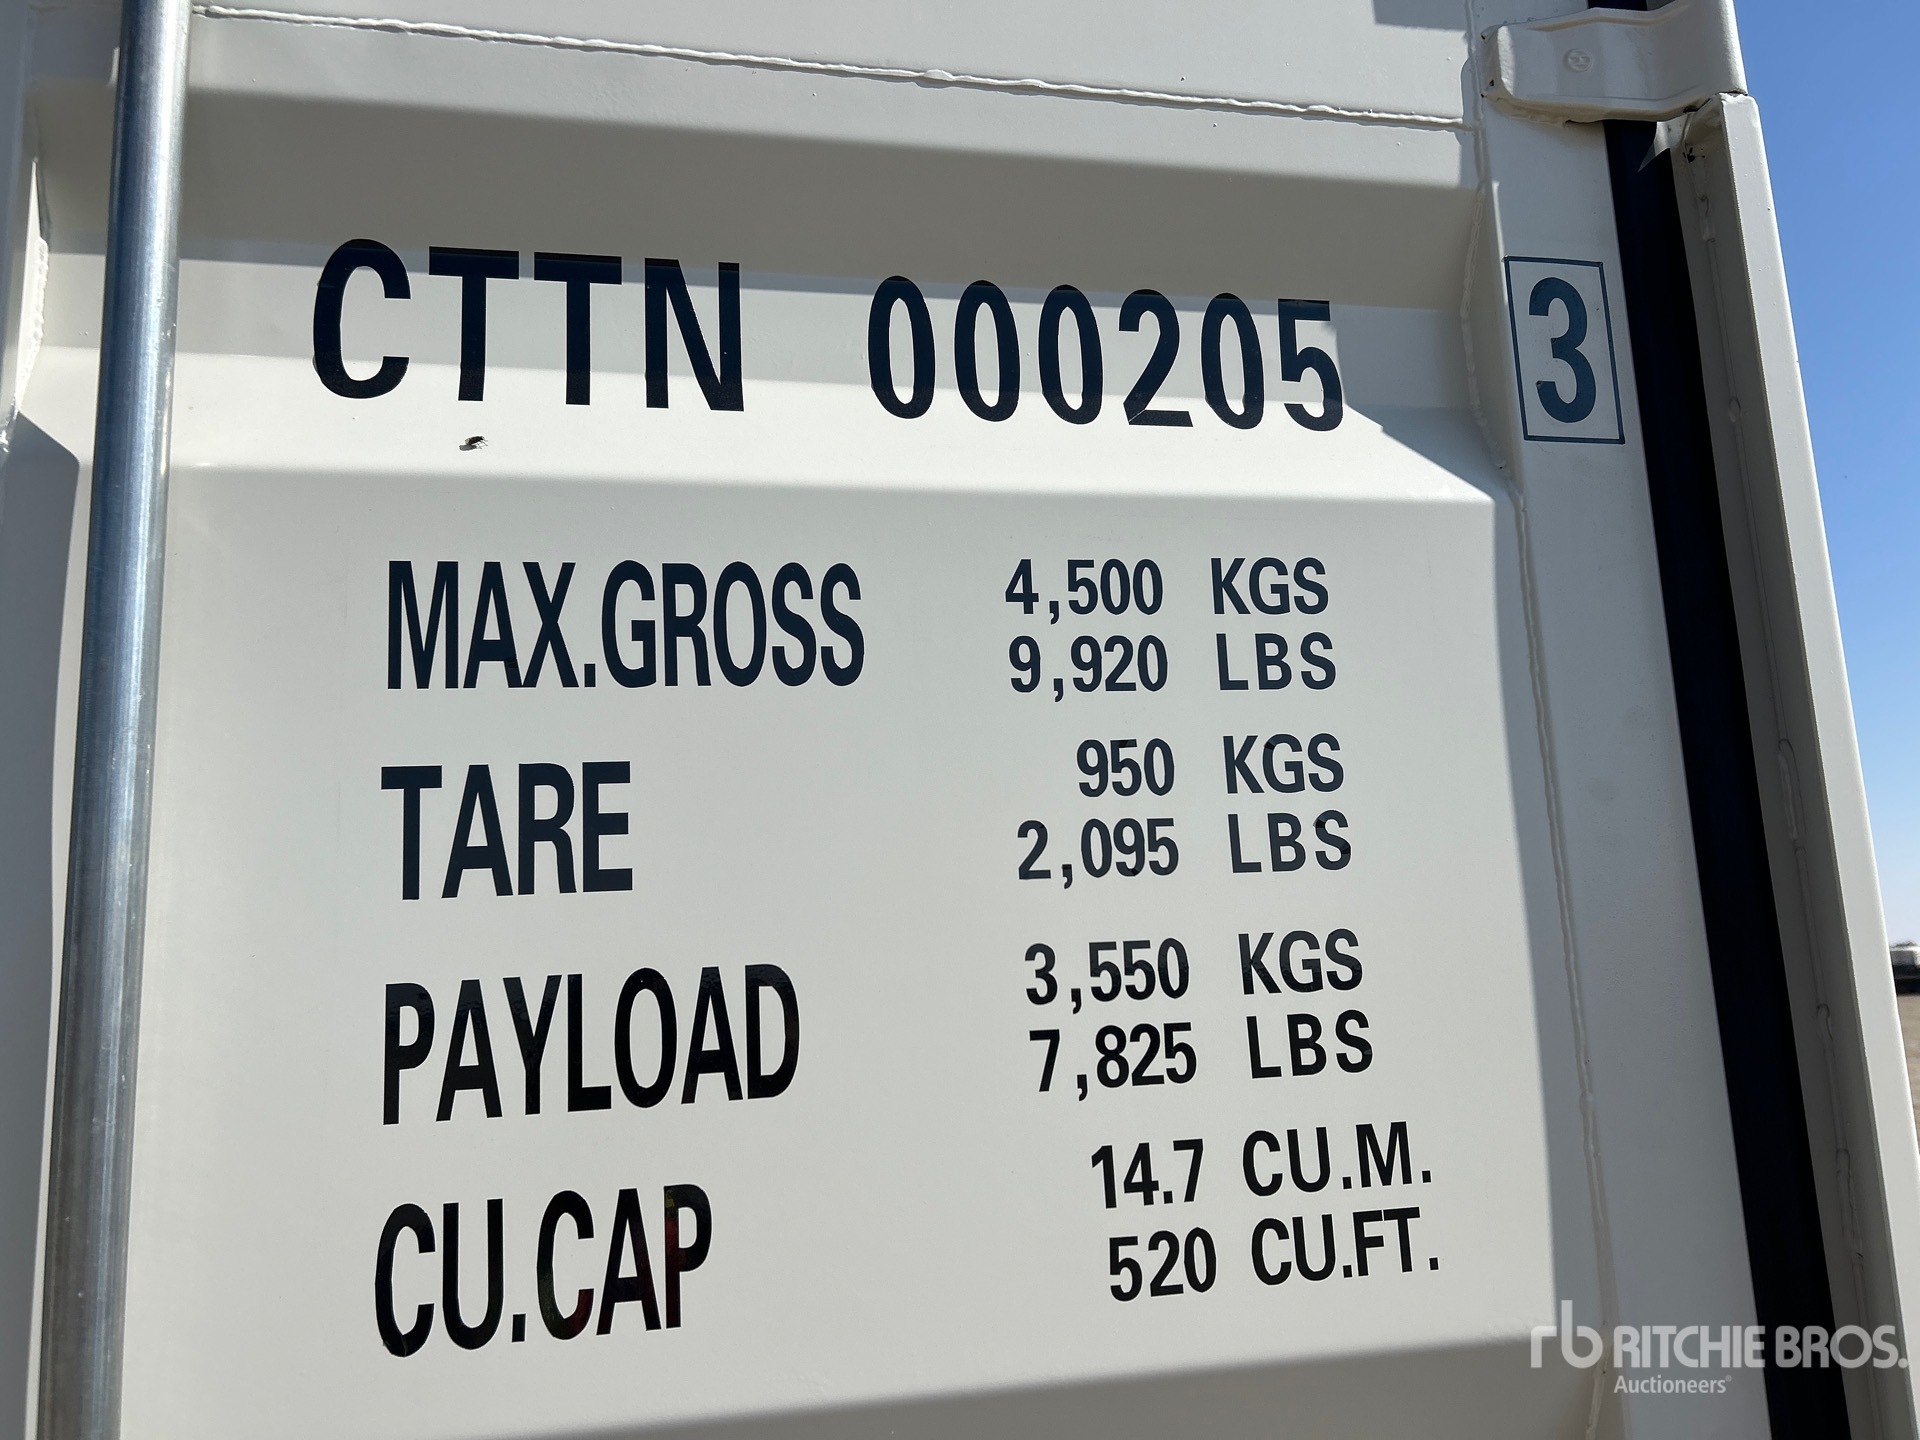 CTTN 000205 3
MAX.GROSS 4,500 KGS
9,920 LBS
TARE 950 KGS
2,095 LBS
PAYLOAD 3,550 KGS
7,825 LBS
CU.CAP 14.7 CU.M.
520 CU.FT.
rb RITCHIE BROS.
Auctioneers